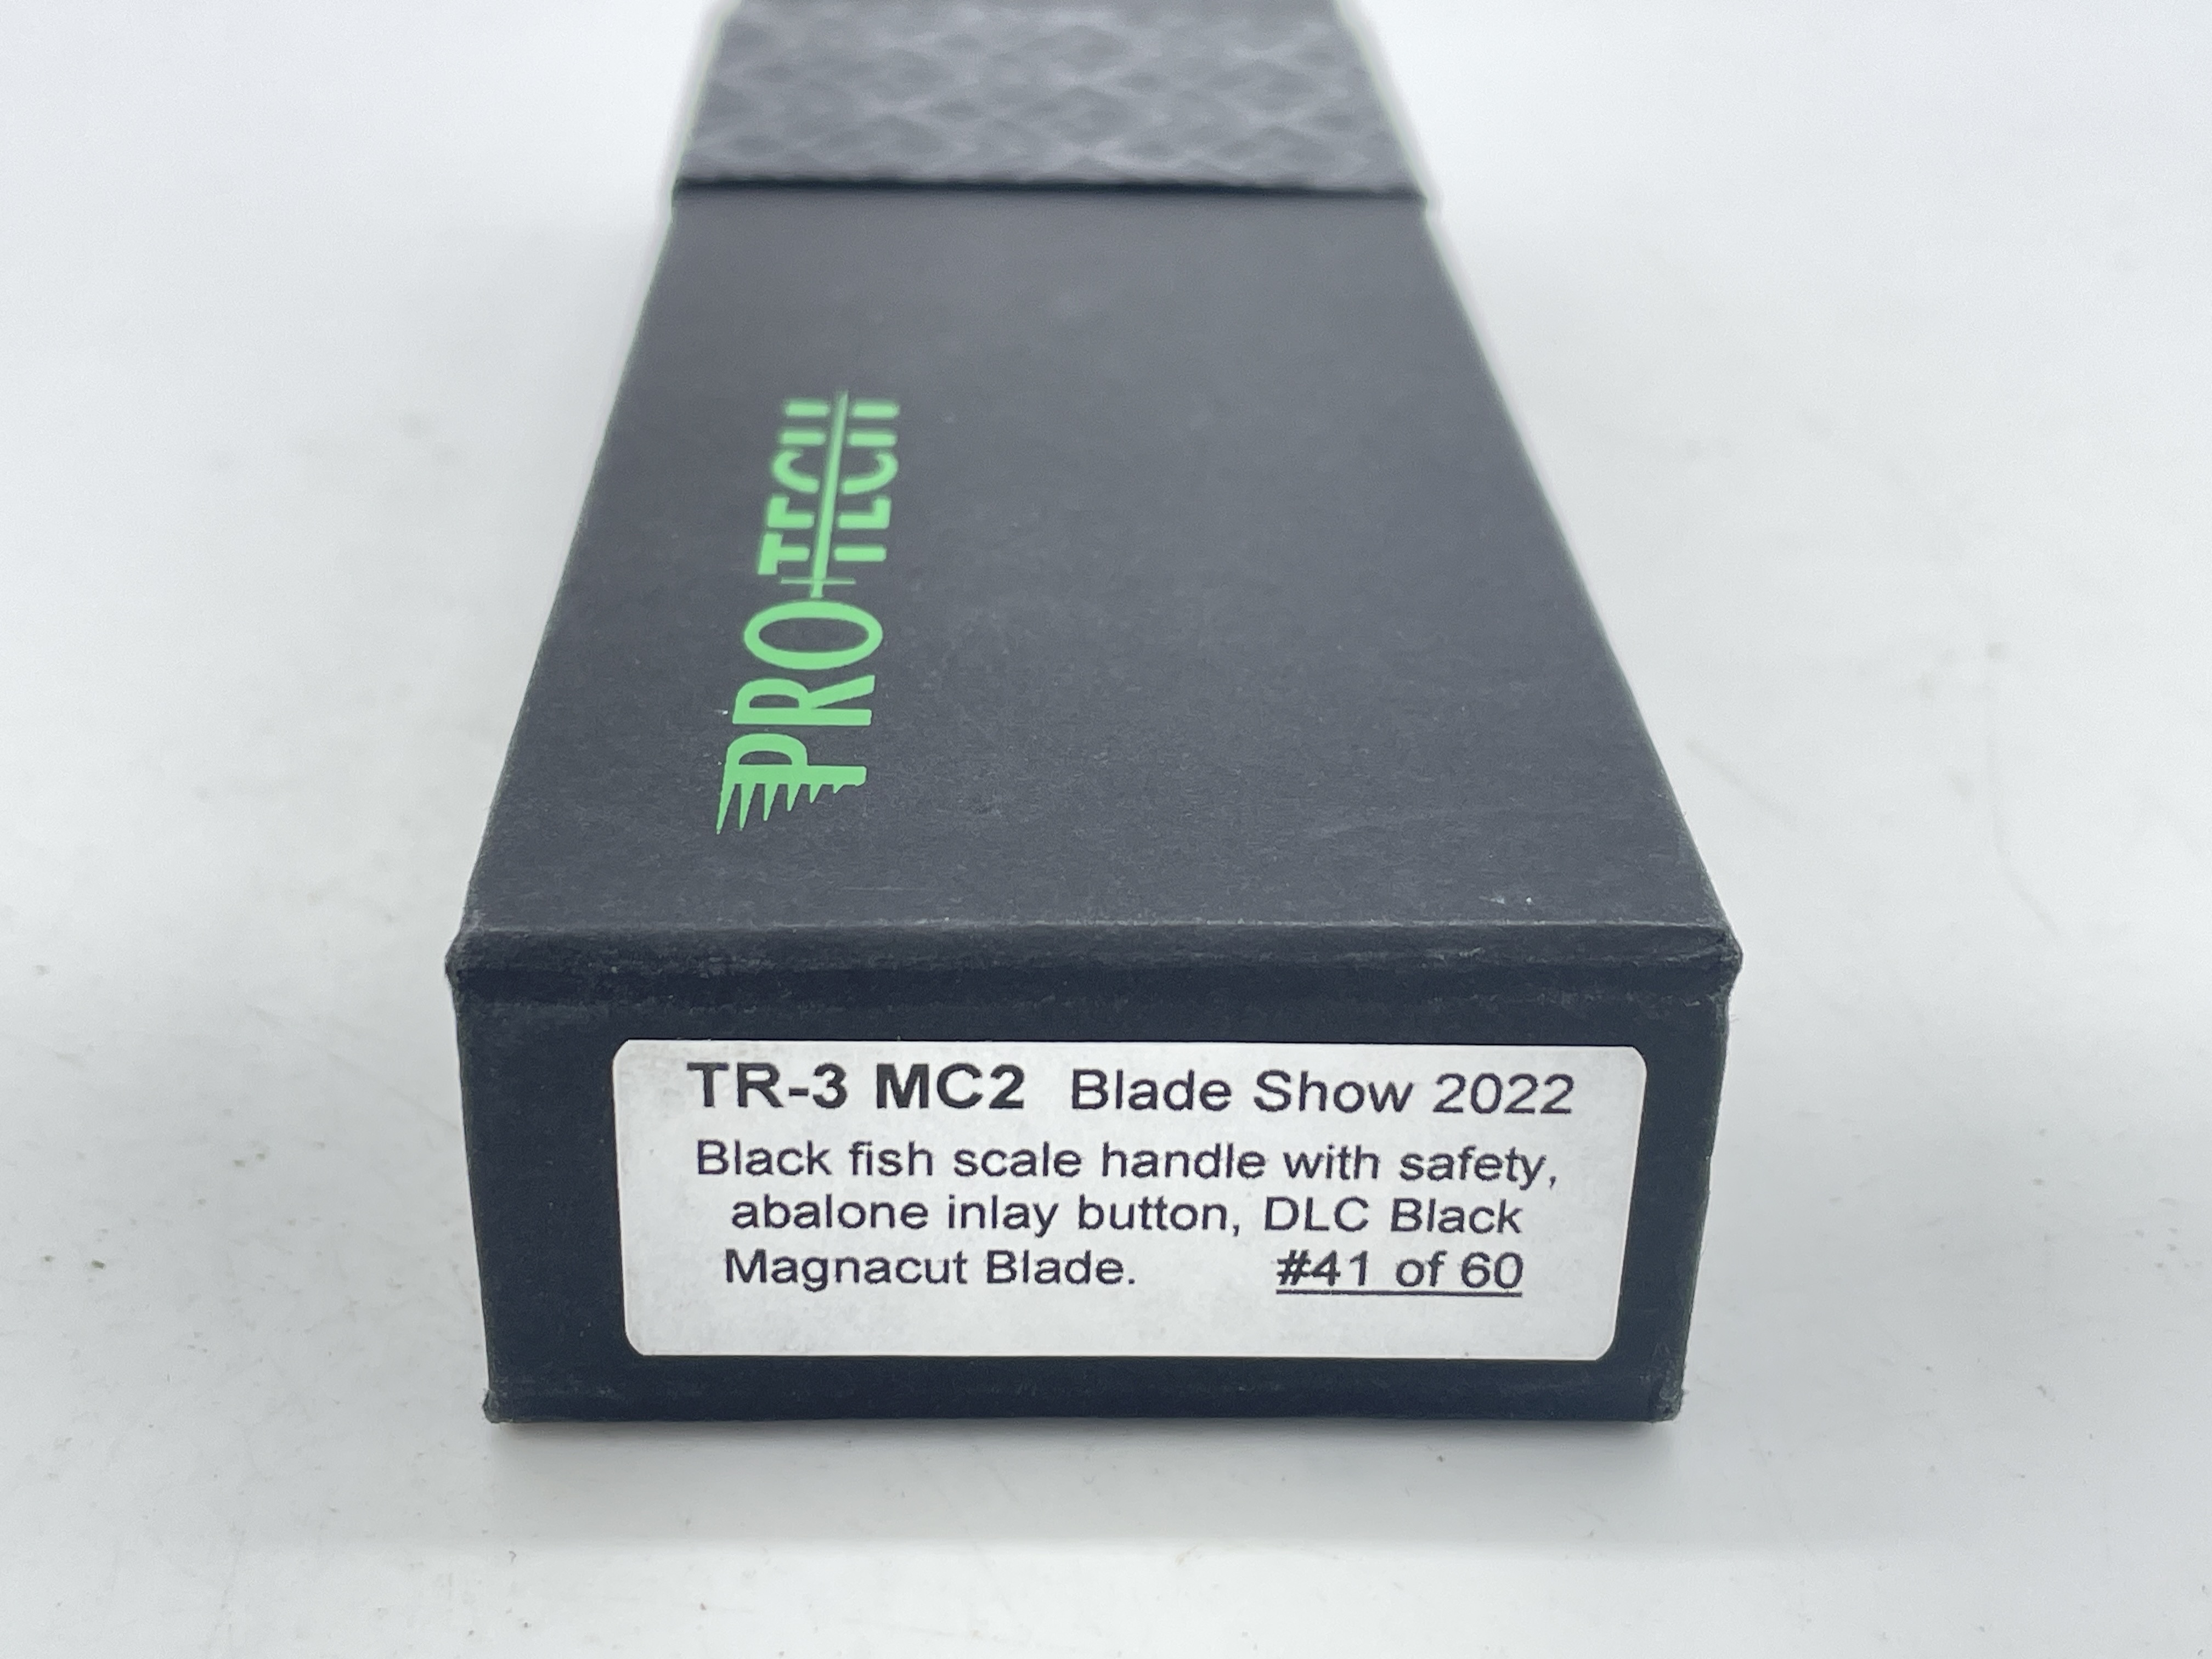 PRO TECH
TR-3 MC2 Blade Show 2022
Black fish scale handle with safety,
abalone inlay button, DLC Black
Magnacut Blade. #41 of 60